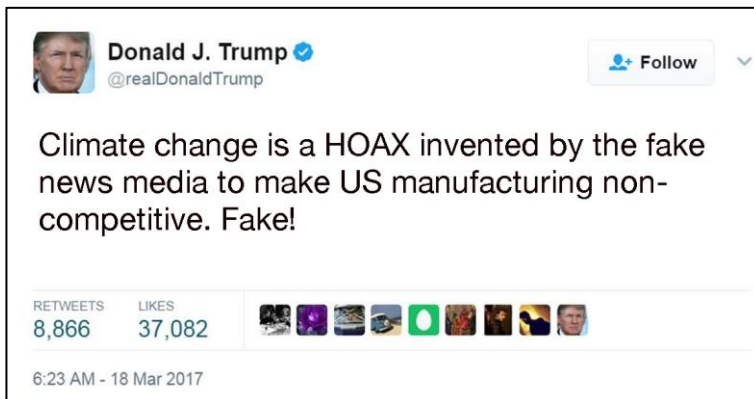 Donald J. Trump
@realDonaldTrump
Follow
Climate change is a HOAX invented by the fake
news media to make US manufacturing non-
competitive. Fake!
RETWEETS LIKES
8,866 37,082
6:23 AM - 18 Mar 2017